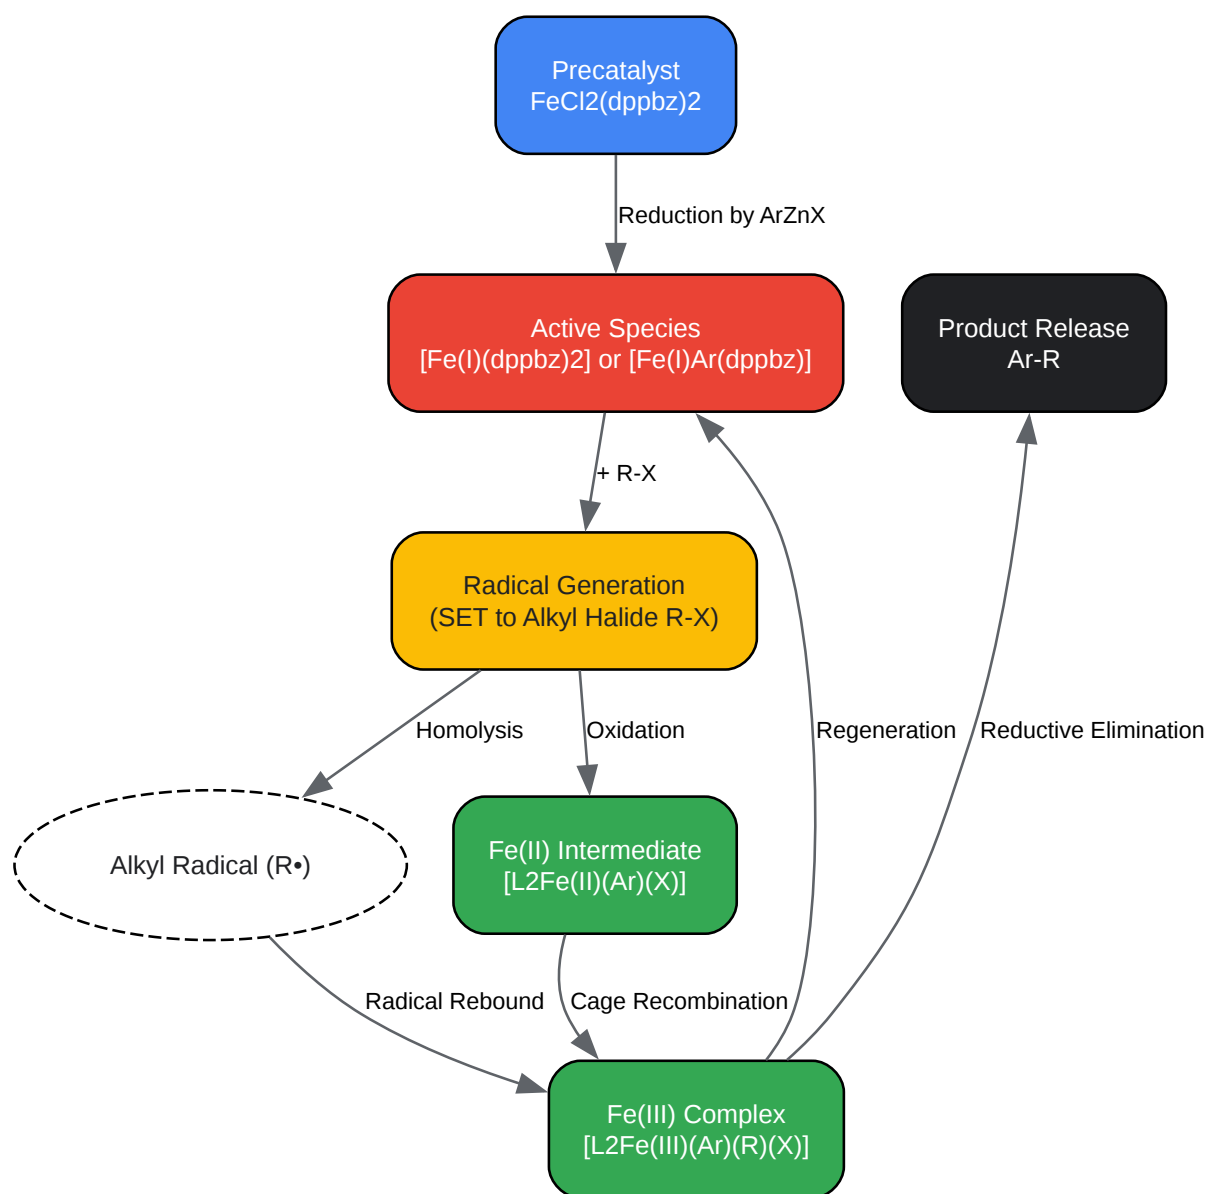 Precatalyst
FeCl2(dppbz)2
Reduction by ArZnX
Active Species
[Fe(I)(dppbz)2] or [Fe(I)Ar(dppbz)]
Product Release
Ar-R
+ R-X
Radical Generation
(SET to Alkyl Halide R-X)
Homolysis
Oxidation
Regeneration
Reductive Elimination
Alkyl Radical (R•)
Fe(II) Intermediate
[L2Fe(II)(Ar)(X)]
Radical Rebound
Cage Recombination
Fe(III) Complex
[L2Fe(III)(Ar)(R)(X)]